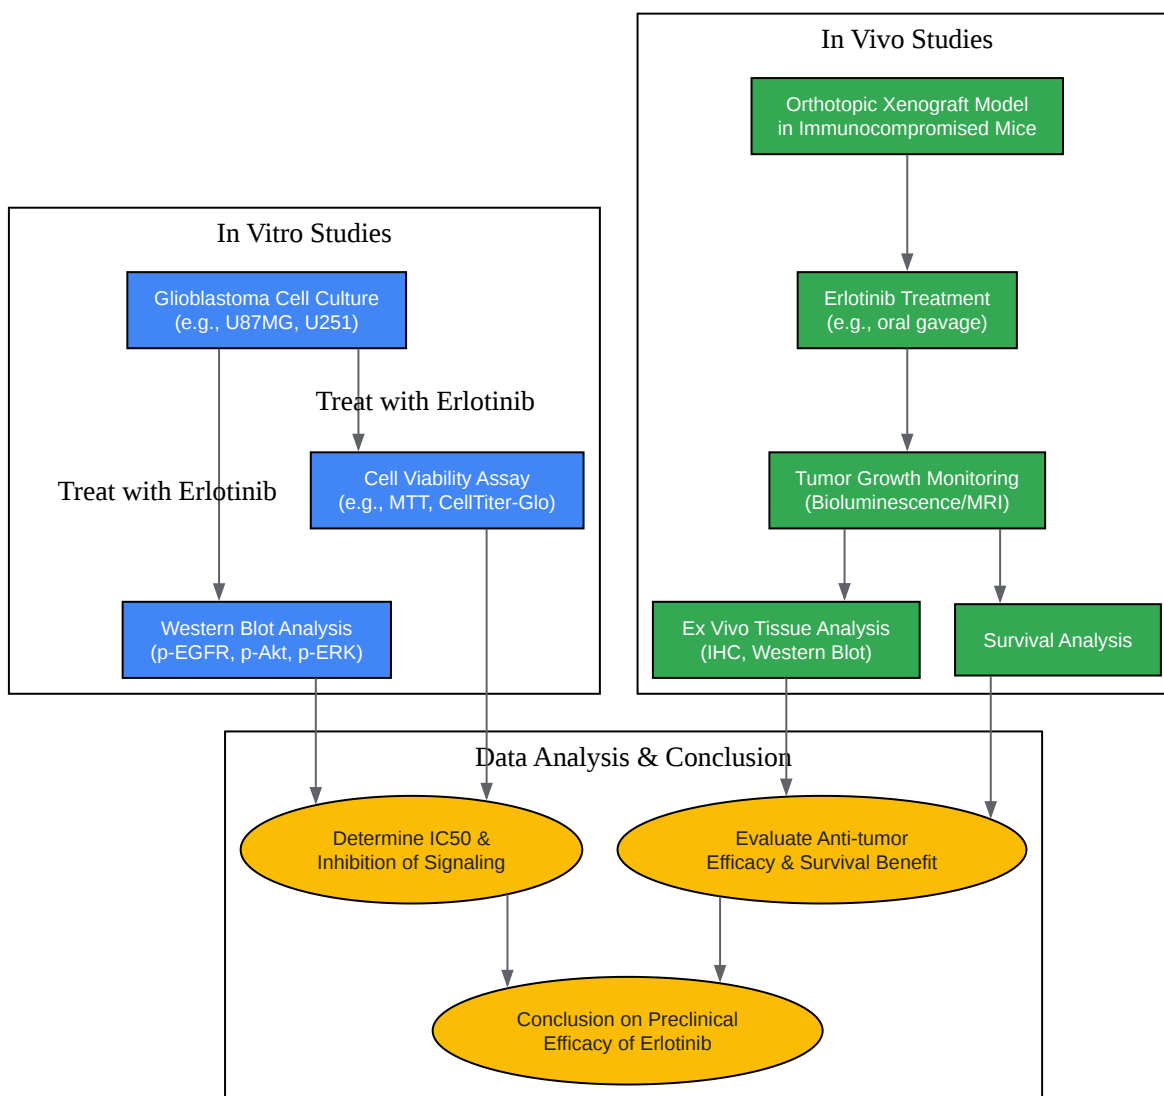 In Vivo Studies
Orthotopic Xenograft Model
in Immunocompromised Mice
Erlotinib Treatment
(e.g., oral gavage)
Tumor Growth Monitoring
(Bioluminescence/MRI)
Ex Vivo Tissue Analysis
(IHC, Western Blot)
Survival Analysis
In Vitro Studies
Glioblastoma Cell Culture
(e.g., U87MG, U251)
Treat with Erlotinib
Treat with Erlotinib
Cell Viability Assay
(e.g., MTT, CellTiter-Glo)
Western Blot Analysis
(p-EGFR, p-Akt, p-ERK)
Data Analysis & Conclusion
Determine IC50 &
Inhibition of Signaling
Evaluate Anti-tumor
Efficacy & Survival Benefit
Conclusion on Preclinical
Efficacy of Erlotinib